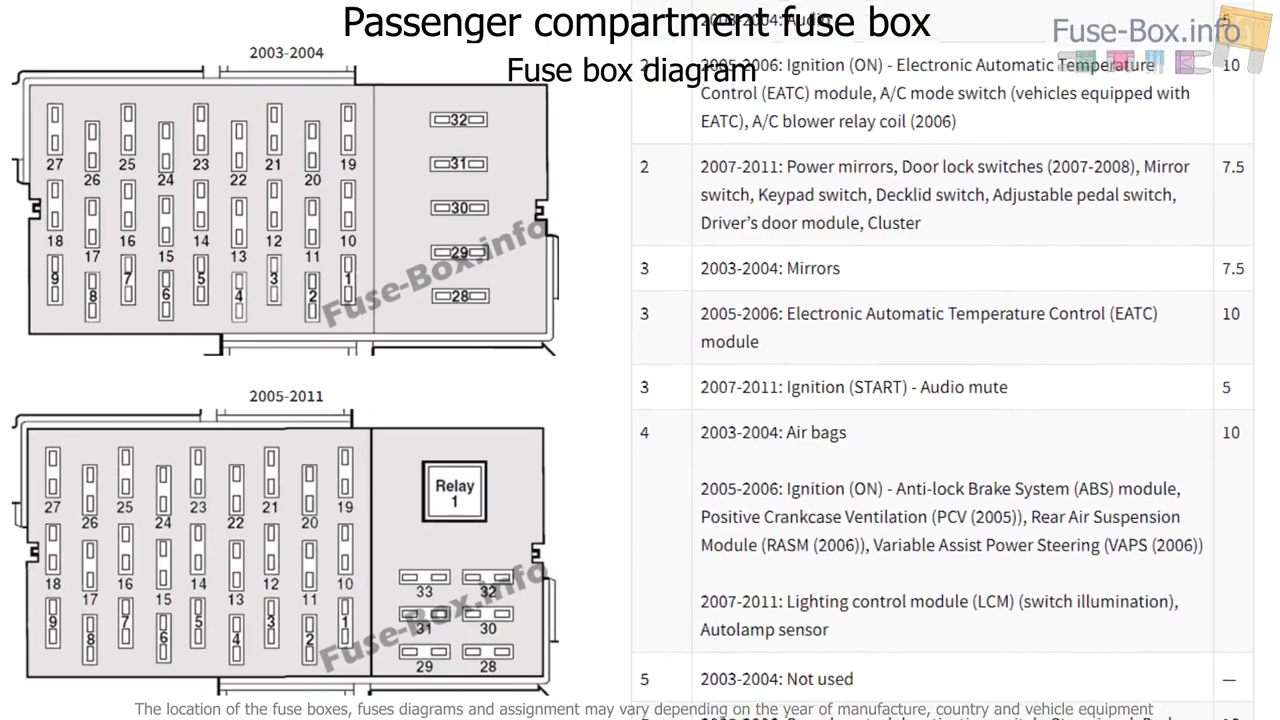 Passenger compartment fuse box
Fuse box diagram
Fuse-Box.info
2003-2004
32
27 25 23 21 19
31
26 24 22 20
30
18 16 14 12 10
29
17 15 13 11
9 7 5 3 1
8 6 4 2
28
Fuse-Box.info
2005-2011
Relay
1
27 25 23 21 19
26 24 22 20
18 16 14 12 10
33 32
17 15 13 11
9 7 5 3 1
31 30
8 6 4 2
29 28
Fuse-Box.info
2003-2004: Audio 5
2 2005-2006: Ignition (ON) - Electronic Automatic Temperature 10
Control (EATC) module, A/C mode switch (vehicles equipped with
EATC), A/C blower relay coil (2006)
2 2007-2011: Power mirrors, Door lock switches (2007-2008), Mirror 7.5
switch, Keypad switch, Decklid switch, Adjustable pedal switch,
Driver’s door module, Cluster
3 2003-2004: Mirrors 7.5
3 2005-2006: Electronic Automatic Temperature Control (EATC) 10
module
3 2007-2011: Ignition (START) - Audio mute 5
4 2003-2004: Air bags 10
2005-2006: Ignition (ON) - Anti-lock Brake System (ABS) module,
Positive Crankcase Ventilation (PCV (2005)), Rear Air Suspension
Module (RASM (2006)), Variable Assist Power Steering (VAPS (2006))
2007-2011: Lighting control module (LCM) (switch illumination),
Autolamp sensor
5 2003-2004: Not used —
The location of the fuse boxes, fuses diagrams and assignment may vary depending on the year of manufacture, country and vehicle equipment